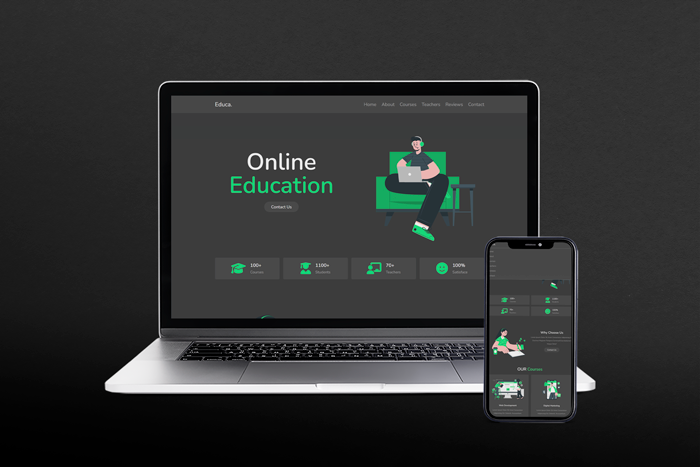 Educa.
Home About Courses Teachers Reviews Contact
Online
Education
Contact Us
100+
Courses
1100+
Students
70+
Teachers
100%
Satisfaction
Why Choose Us
OUR Courses